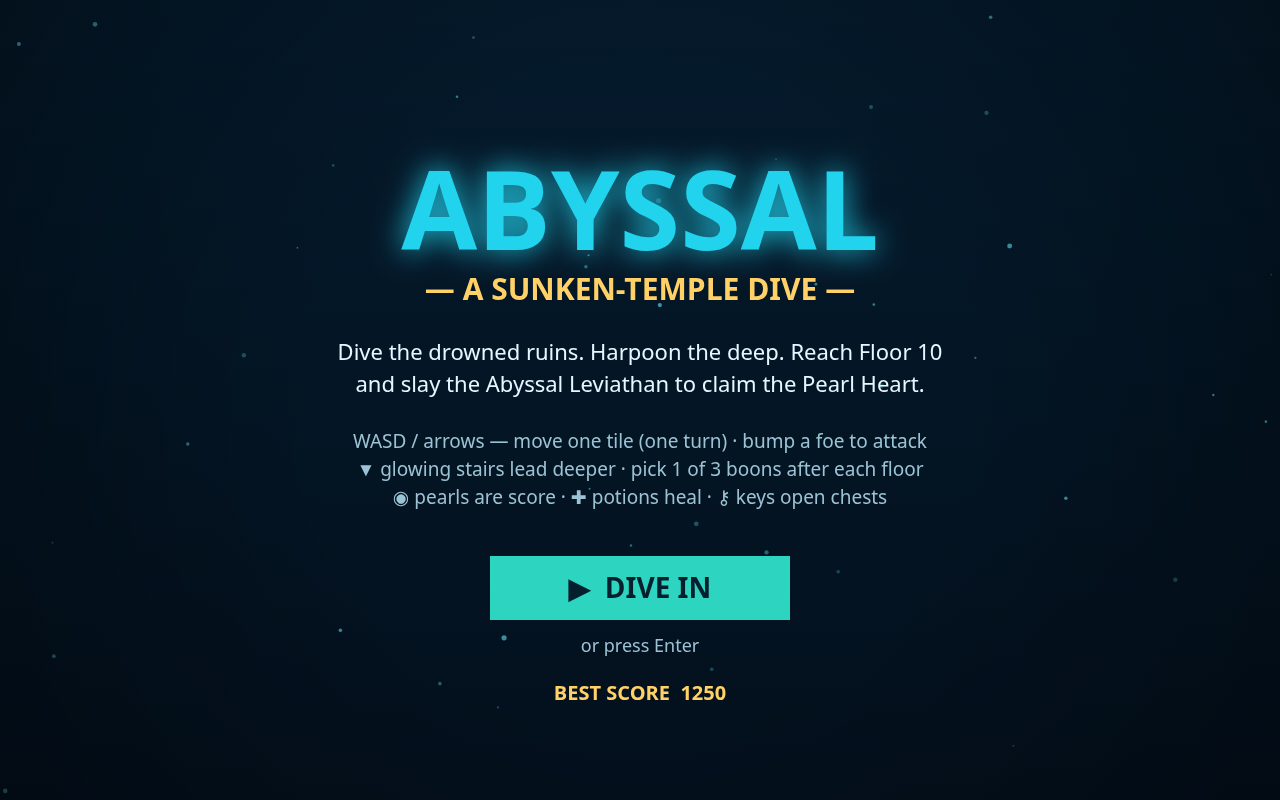 ABYSSAL
— A SUNKEN-TEMPLE DIVE —
Dive the drowned ruins. Harpoon the deep. Reach Floor 10
and slay the Abyssal Leviathan to claim the Pearl Heart.
WASD / arrows — move one tile (one turn) · bump a foe to attack
▼ glowing stairs lead deeper · pick 1 of 3 boons after each floor
◉ pearls are score · ✚ potions heal · ⚷ keys open chests
▶ DIVE IN
or press Enter
BEST SCORE 1250